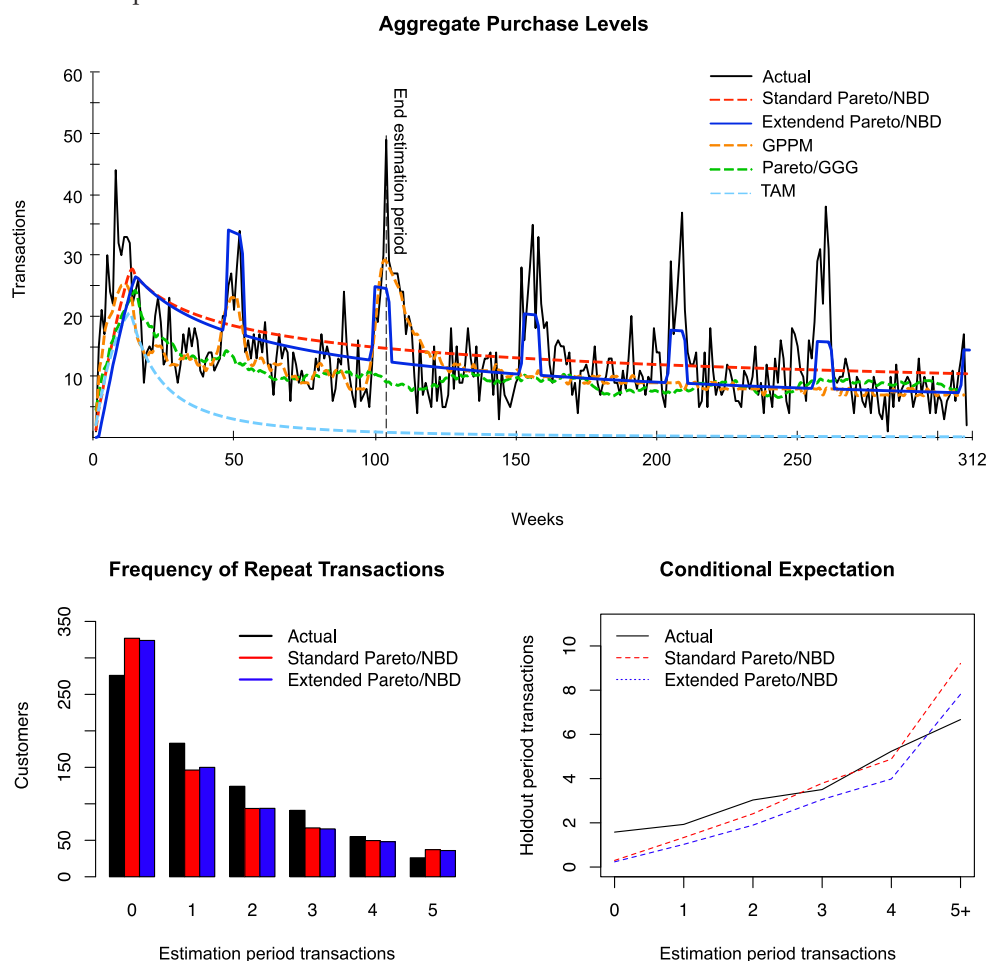 Aggregate Purchase Levels
60
50
40
30
20
10
Transactions
Actual
Standard Pareto/NBD
Extendend Pareto/NBD
GPPM
Pareto/GGG
TAM
End estimation period
0 50 100 150 200 250 312
Weeks
Frequency of Repeat Transactions
350
250
150
50
0
Customers
Actual
Standard Pareto/NBD
Extended Pareto/NBD
0 1 2 3 4 5
Estimation period transactions
Conditional Expectation
10
8
6
4
2
0
Holdout period transactions
Actual
Standard Pareto/NBD
Extended Pareto/NBD
0 1 2 3 4 5+
Estimation period transactions